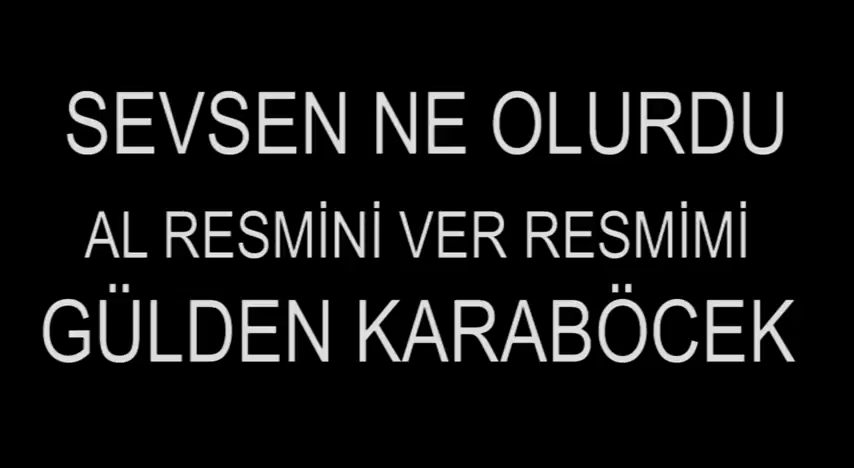 SEVSEN NE OLURDU
AL RESMİNİ VER RESMİMİ
GÜLDEN KARABÖCEK